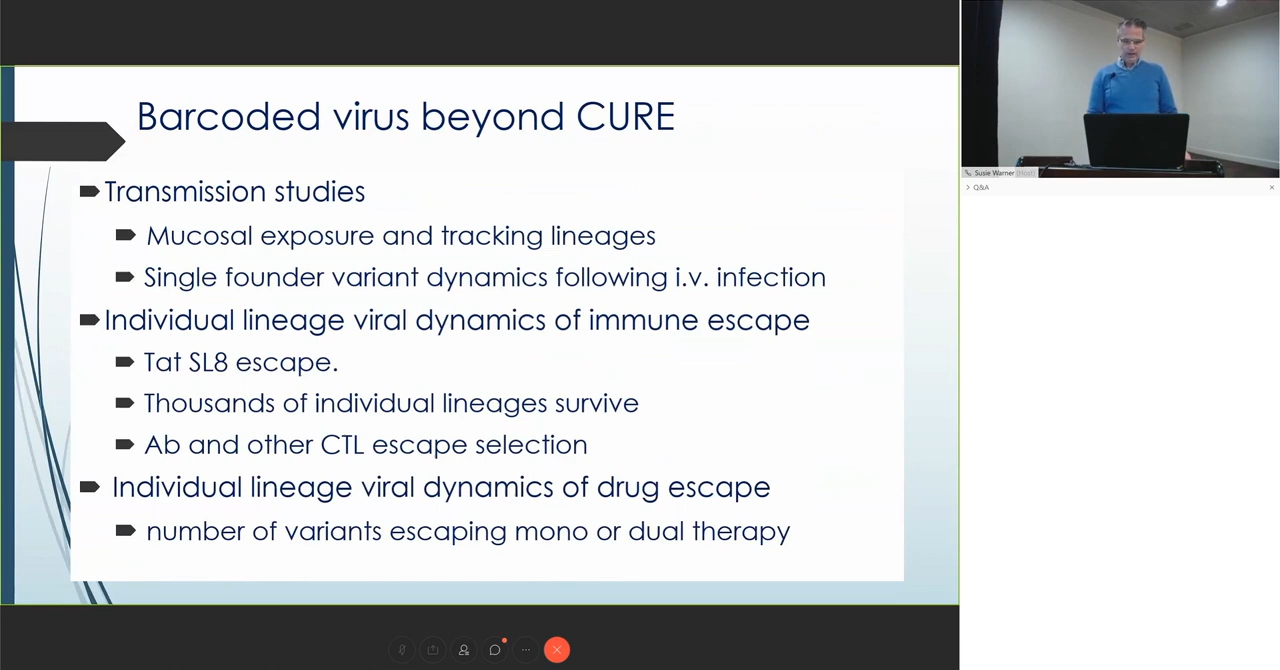 Barcoded virus beyond CURE
Transmission studies
Mucosal exposure and tracking lineages
Single founder variant dynamics following i.v. infection
Individual lineage viral dynamics of immune escape
Tat SL8 escape.
Thousands of individual lineages survive
Ab and other CTL escape selection
Individual lineage viral dynamics of drug escape
number of variants escaping mono or dual therapy
Susie Warner (Host)
Q&A